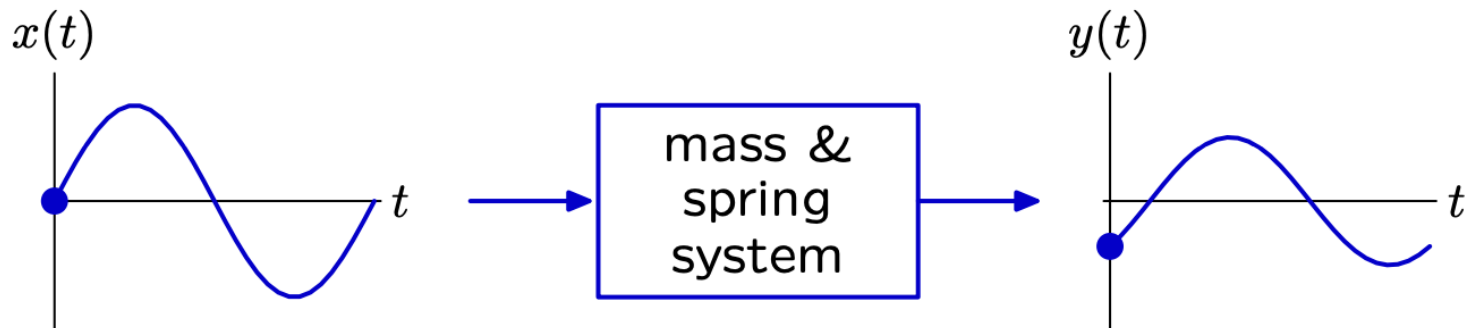 x(t)
y(t)
t
mass &
spring
system
t